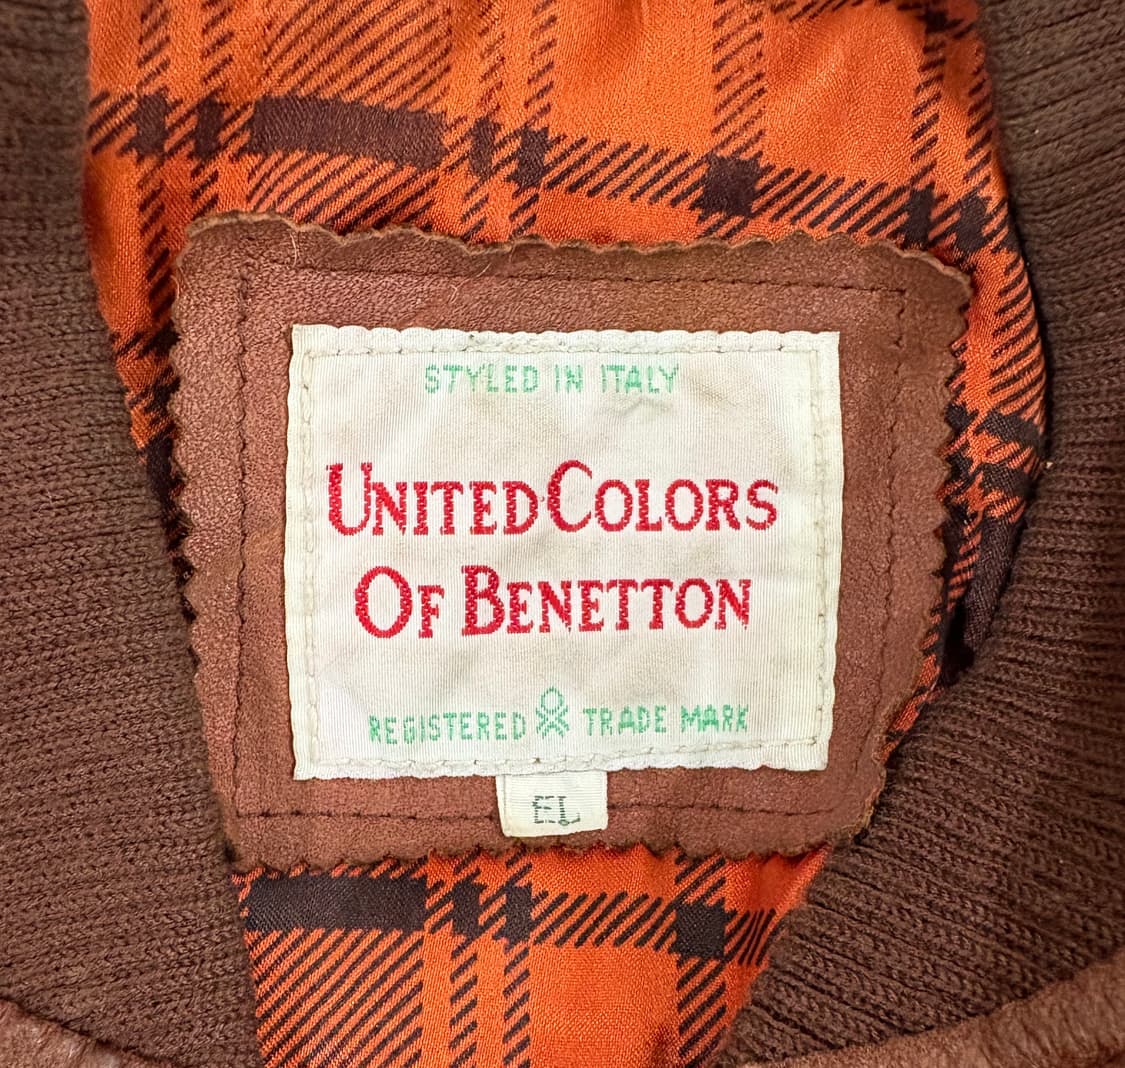 STYLED IN ITALY
UNITED COLORS
OF BENETTON
REGISTERED TRADE MARK
EL